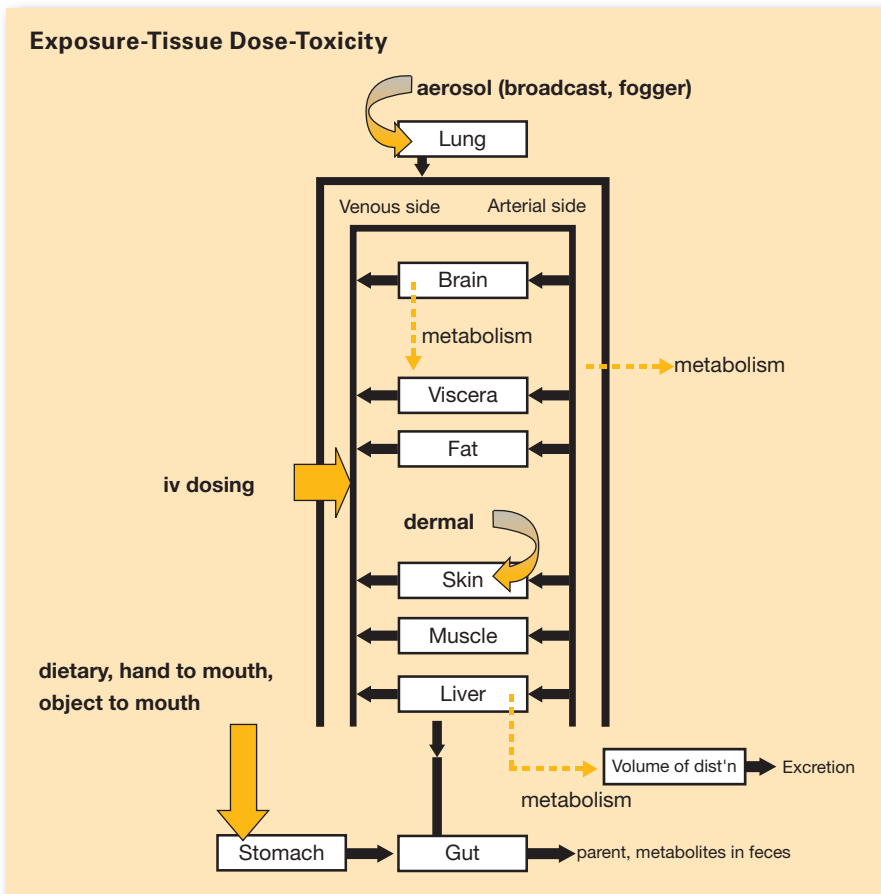 Exposure-Tissue Dose-Toxicity
aerosol (broadcast, fogger)
Lung
Venous side
Arterial side
Brain
metabolism
metabolism
Viscera
Fat
iv dosing
dermal
Skin
Muscle
dietary, hand to mouth,
object to mouth
Liver
Volume of dist'n
Excretion
metabolism
Stomach
Gut
parent, metabolites in feces